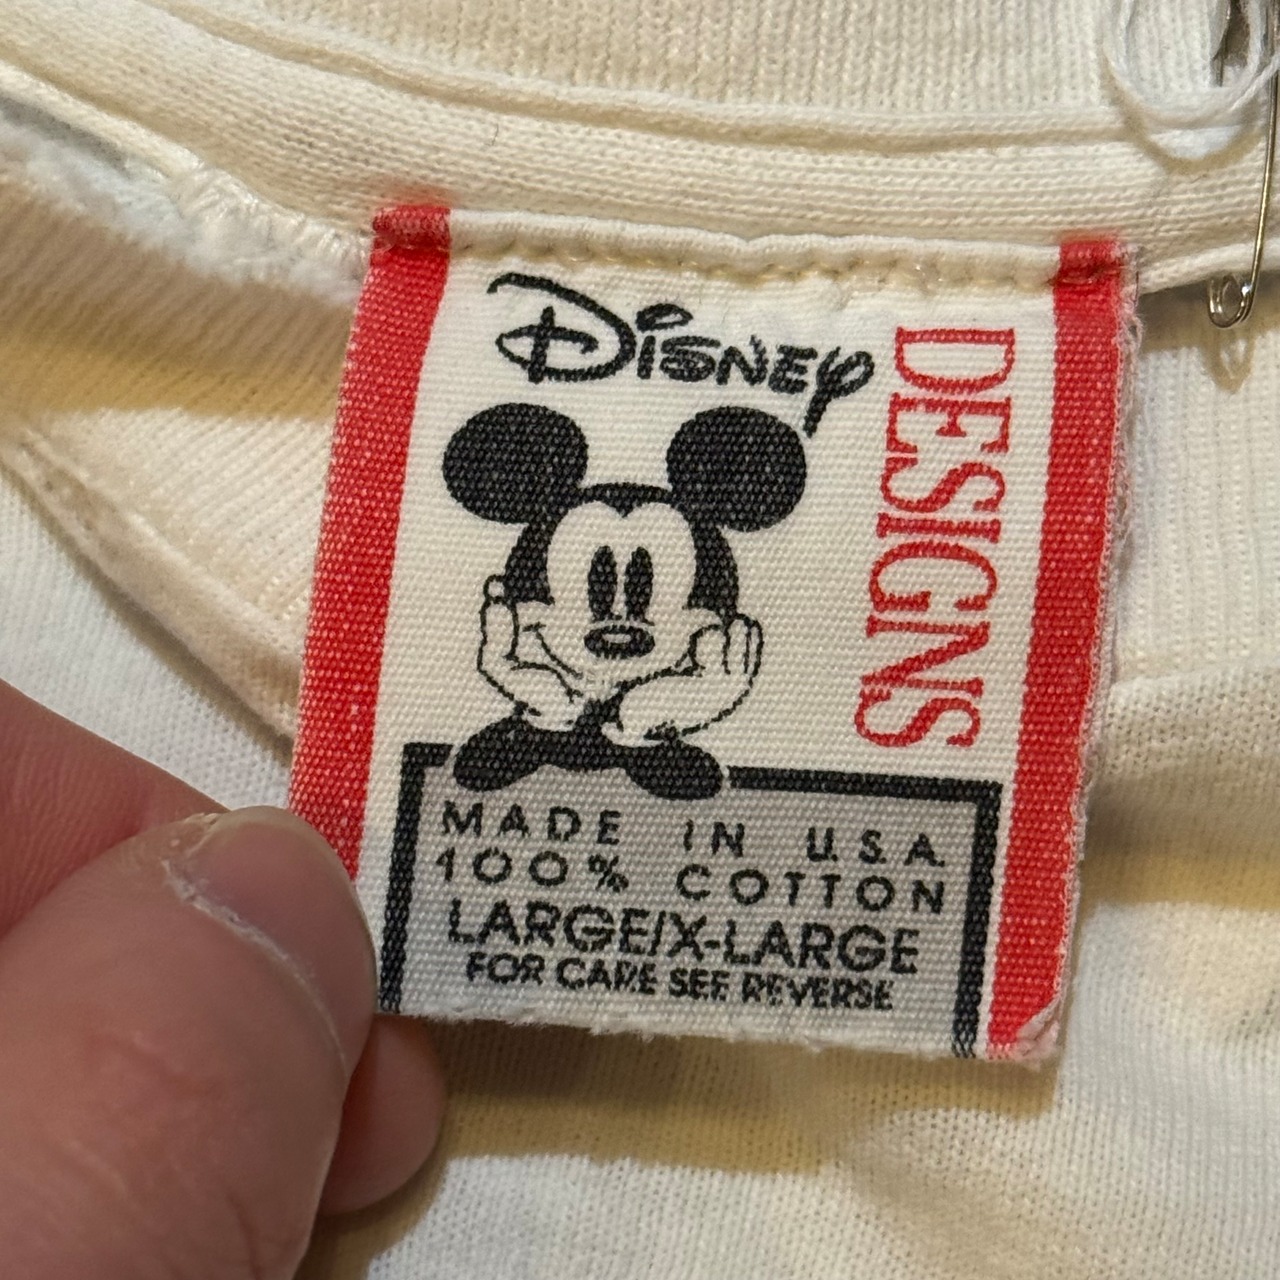 Disney
DESIGNS
MADE IN U.S.A.
100% COTTON
LARGE/X-LARGE
FOR CARE SEE REVERSE